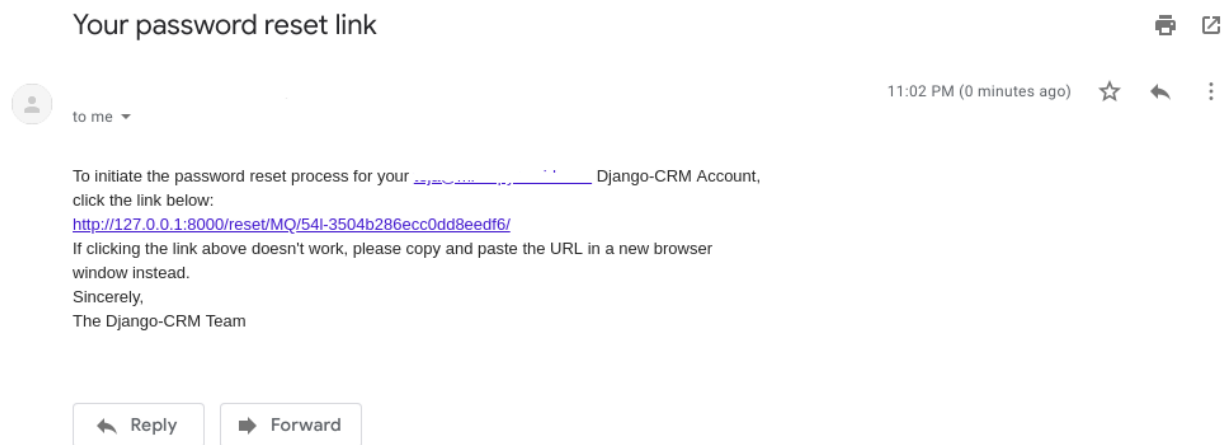 Your password reset link
11:02 PM (0 minutes ago)
to me
To initiate the password reset process for your Django-CRM Account,
click the link below:
http://127.0.0.1:8000/reset/MQ/54l-3504b286ecc0dd8eedf6/
If clicking the link above doesn't work, please copy and paste the URL in a new browser
window instead.
Sincerely,
The Django-CRM Team
Reply
Forward